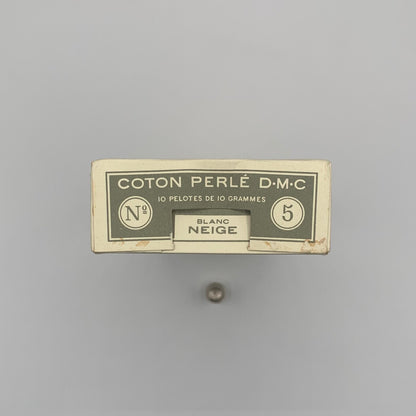 COTON PERLÉ D·M·C
10 PELOTES DE 10 GRAMMES
Nº 5
BLANC
NEIGE